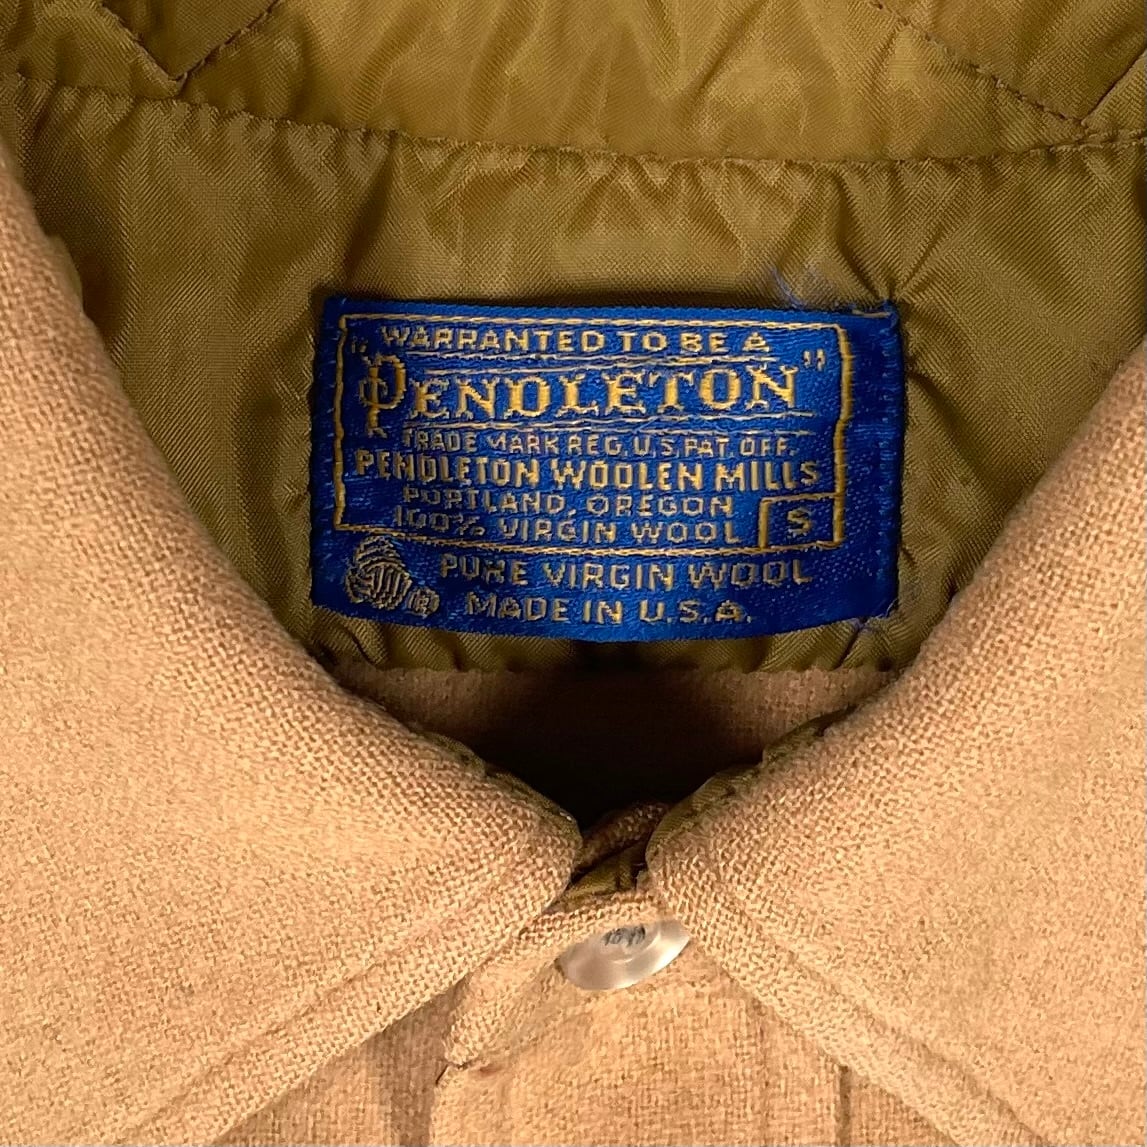 WARRANTED TO BE A
"PENDLETON"
TRADE MARK REG. U.S. PAT. OFF.
PENDLETON WOOLEN MILLS
PORTLAND, OREGON
100% VIRGIN WOOL S
PURE VIRGIN WOOL
MADE IN U.S.A.